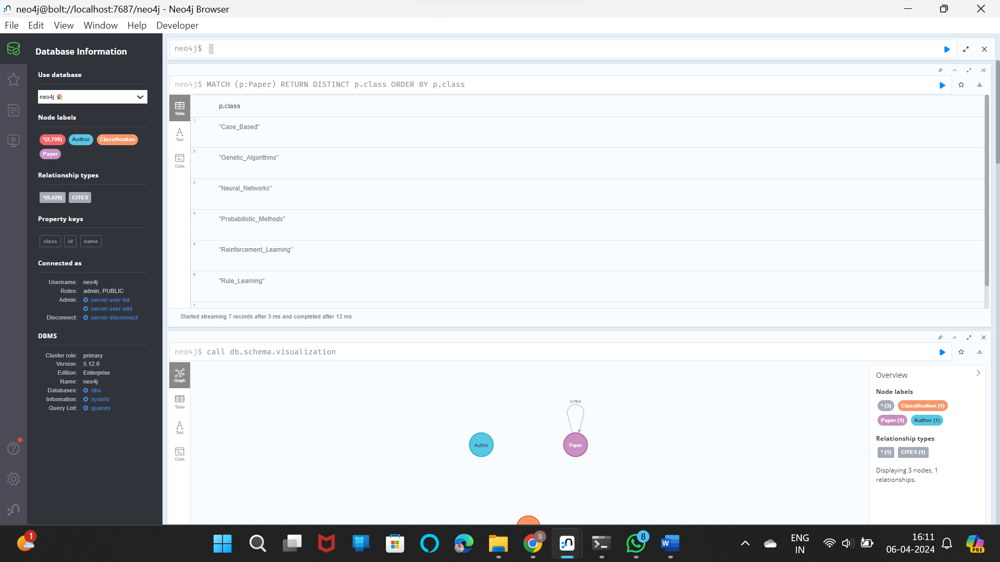 neo4j@bolt://localhost:7687/neo4j - Neo4j Browser
File Edit View Window Help Developer
Database Information
Use database
neo4j
Node labels
*(2,708) Author Classification
Paper
Relationship types
*(5,429) CITES
Property keys
class id name
Connected as
Username: neo4j
Roles: admin, PUBLIC
Admin: :server user list
:server user add
Disconnect: :server disconnect
DBMS
Cluster role: primary
Version: 5.12.0
Edition: Enterprise
Name: neo4j
Databases: :dbs
Information: :sysinfo
Query List: :queries
neo4j$
neo4j$ MATCH (p:Paper) RETURN DISTINCT p.class ORDER BY p.class
Table
Text
Code
p.class
1 "Case_Based"
2 "Genetic_Algorithms"
3 "Neural_Networks"
4 "Probabilistic_Methods"
5 "Reinforcement_Learning"
6 "Rule_Learning"
7
Started streaming 7 records after 3 ms and completed after 13 ms.
neo4j$ call db.schema.visualization
Graph
Table
Text
Code
CITES
Author
Paper
Overview
Node labels
* (3) Classification (1)
Paper (1) Author (1)
Relationship types
* (1) CITES (1)
Displaying 3 nodes, 1
relationships.
1
S
8
W
ENG
IN
16:11
06-04-2024
PRE